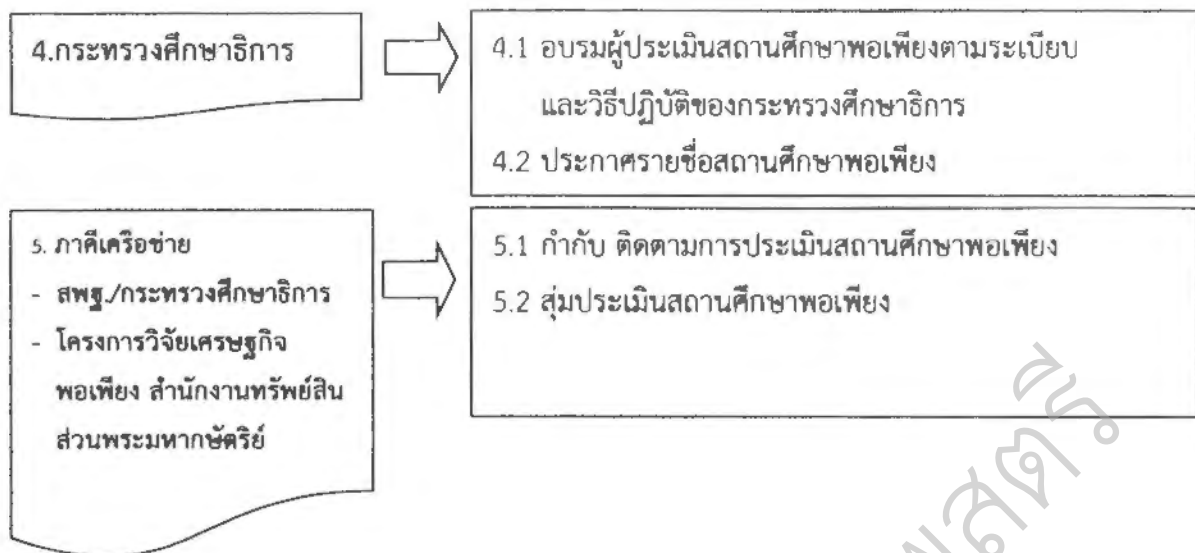 4.กระทรวงศึกษาธิการ
4.1 อบรมผู้ประเมินสถานศึกษาพอเพียงตามระเบียบ
และวิธีปฏิบัติของกระทรวงศึกษาธิการ
4.2 ประกาศรายชื่อสถานศึกษาพอเพียง
5. ภาคีเครือข่าย
- สพฐ./กระทรวงศึกษาธิการ
- โครงการวิจัยเศรษฐกิจ
พอเพียง สำนักงานทรัพย์สิน
ส่วนพระมหากษัตริย์
5.1 กำกับ ติดตามการประเมินสถานศึกษาพอเพียง
5.2 สุ่มประเมินสถานศึกษาพอเพียง